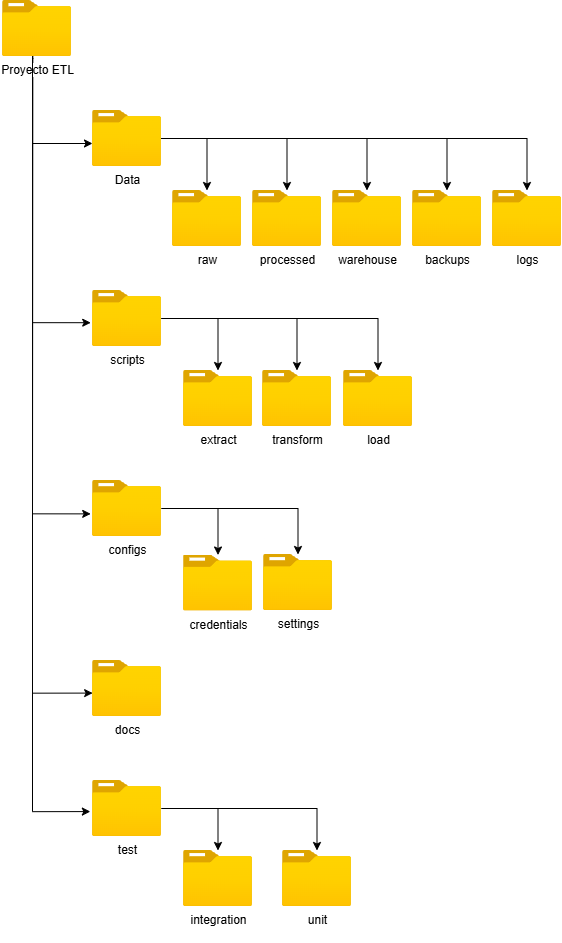 Proyecto ETL
Data
raw
processed
warehouse
backups
logs
scripts
extract
transform
load
configs
credentials
settings
docs
test
integration
unit